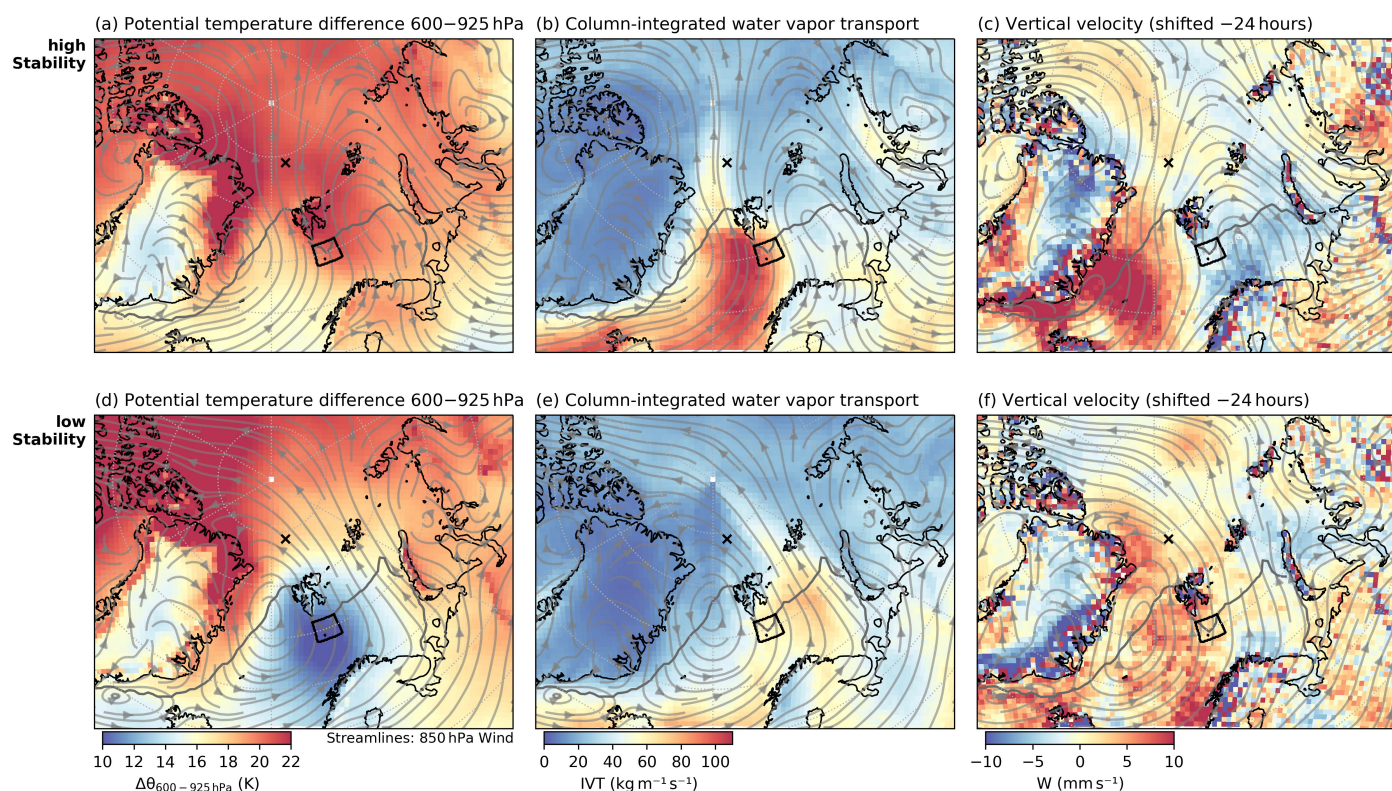 (a) Potential temperature difference 600−925 hPa
(b) Column-integrated water vapor transport
(c) Vertical velocity (shifted −24 hours)
high
Stability
(d) Potential temperature difference 600−925 hPa
(e) Column-integrated water vapor transport
(f) Vertical velocity (shifted −24 hours)
low
Stability
Streamlines: 850 hPa Wind
10 12 14 16 18 20 22
Δθ600−925 hPa (K)
0 20 40 60 80 100
IVT (kg m⁻¹ s⁻¹)
−10 −5 0 5 10
W (mm s⁻¹)